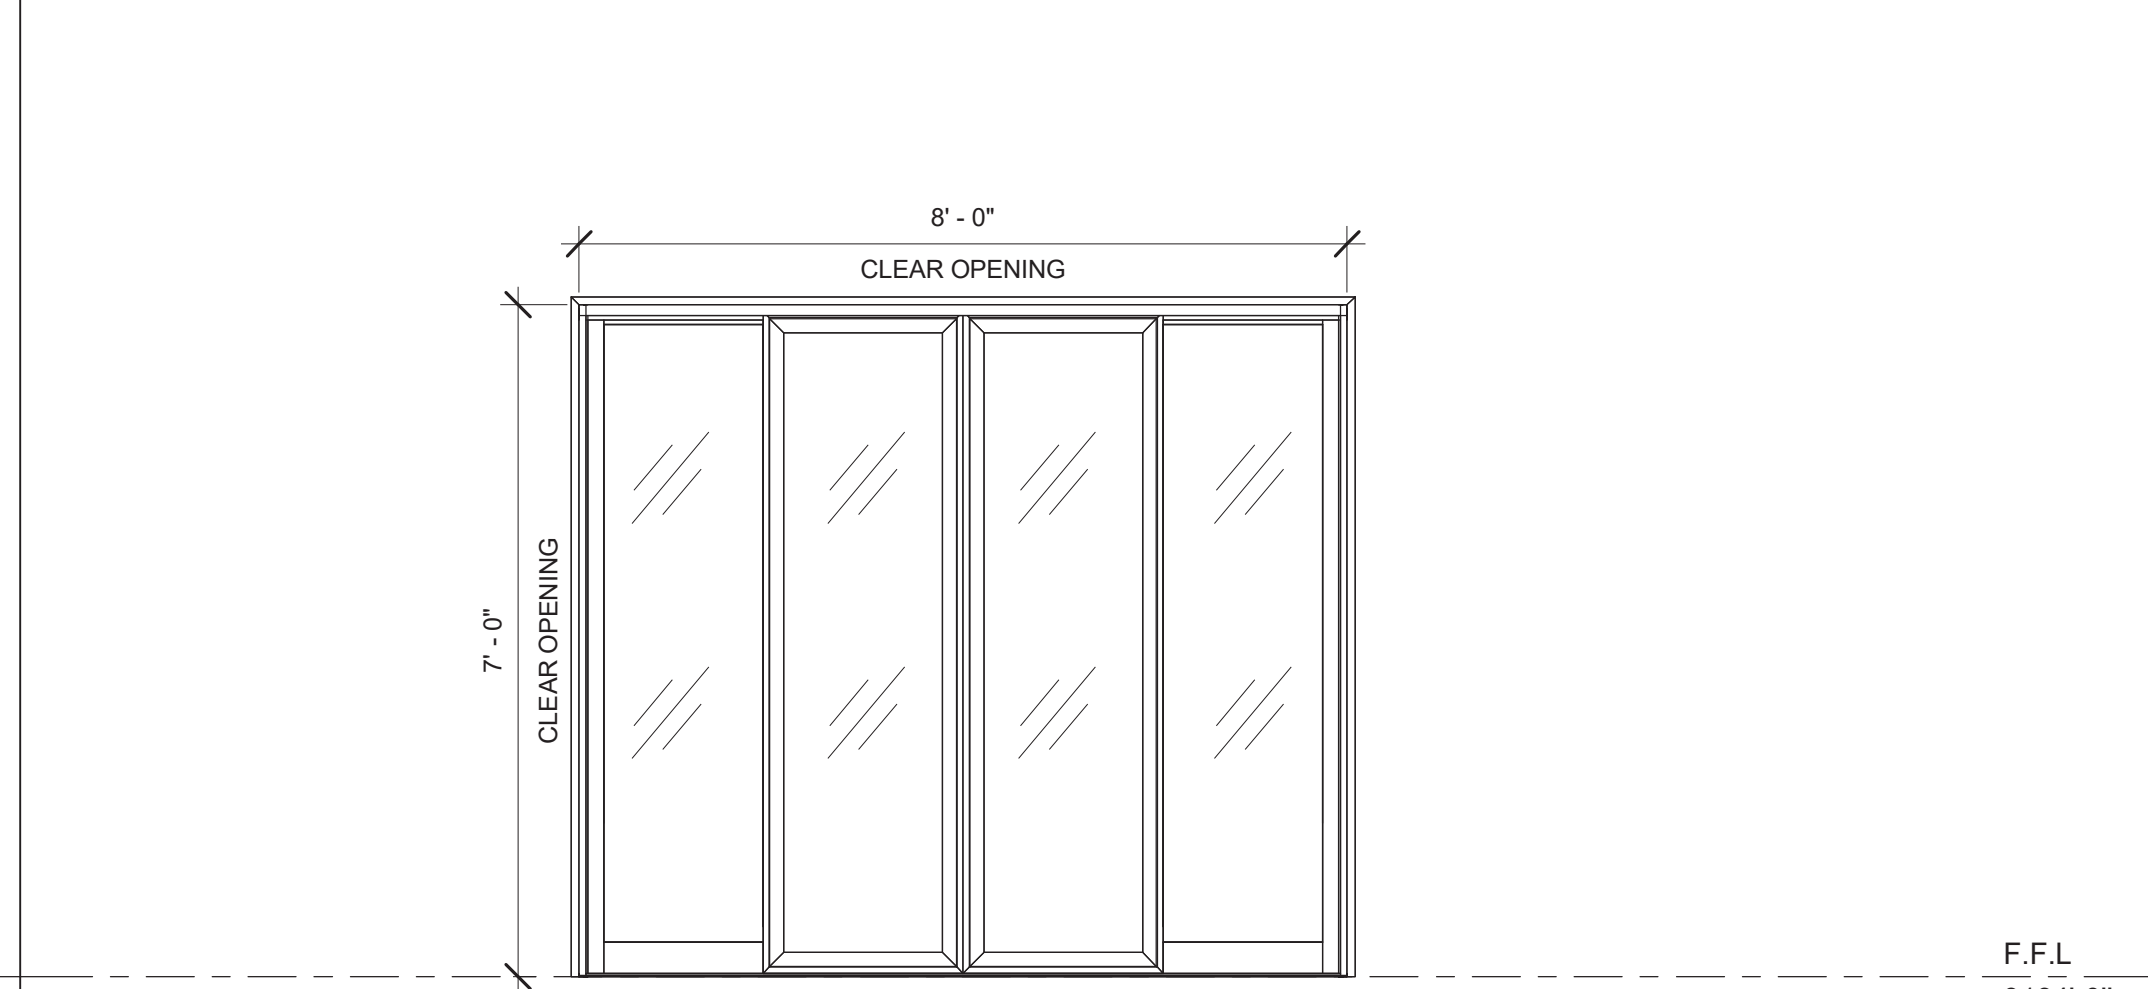 8' - 0"
CLEAR OPENING
7' - 0"
CLEAR OPENING
F.F.L